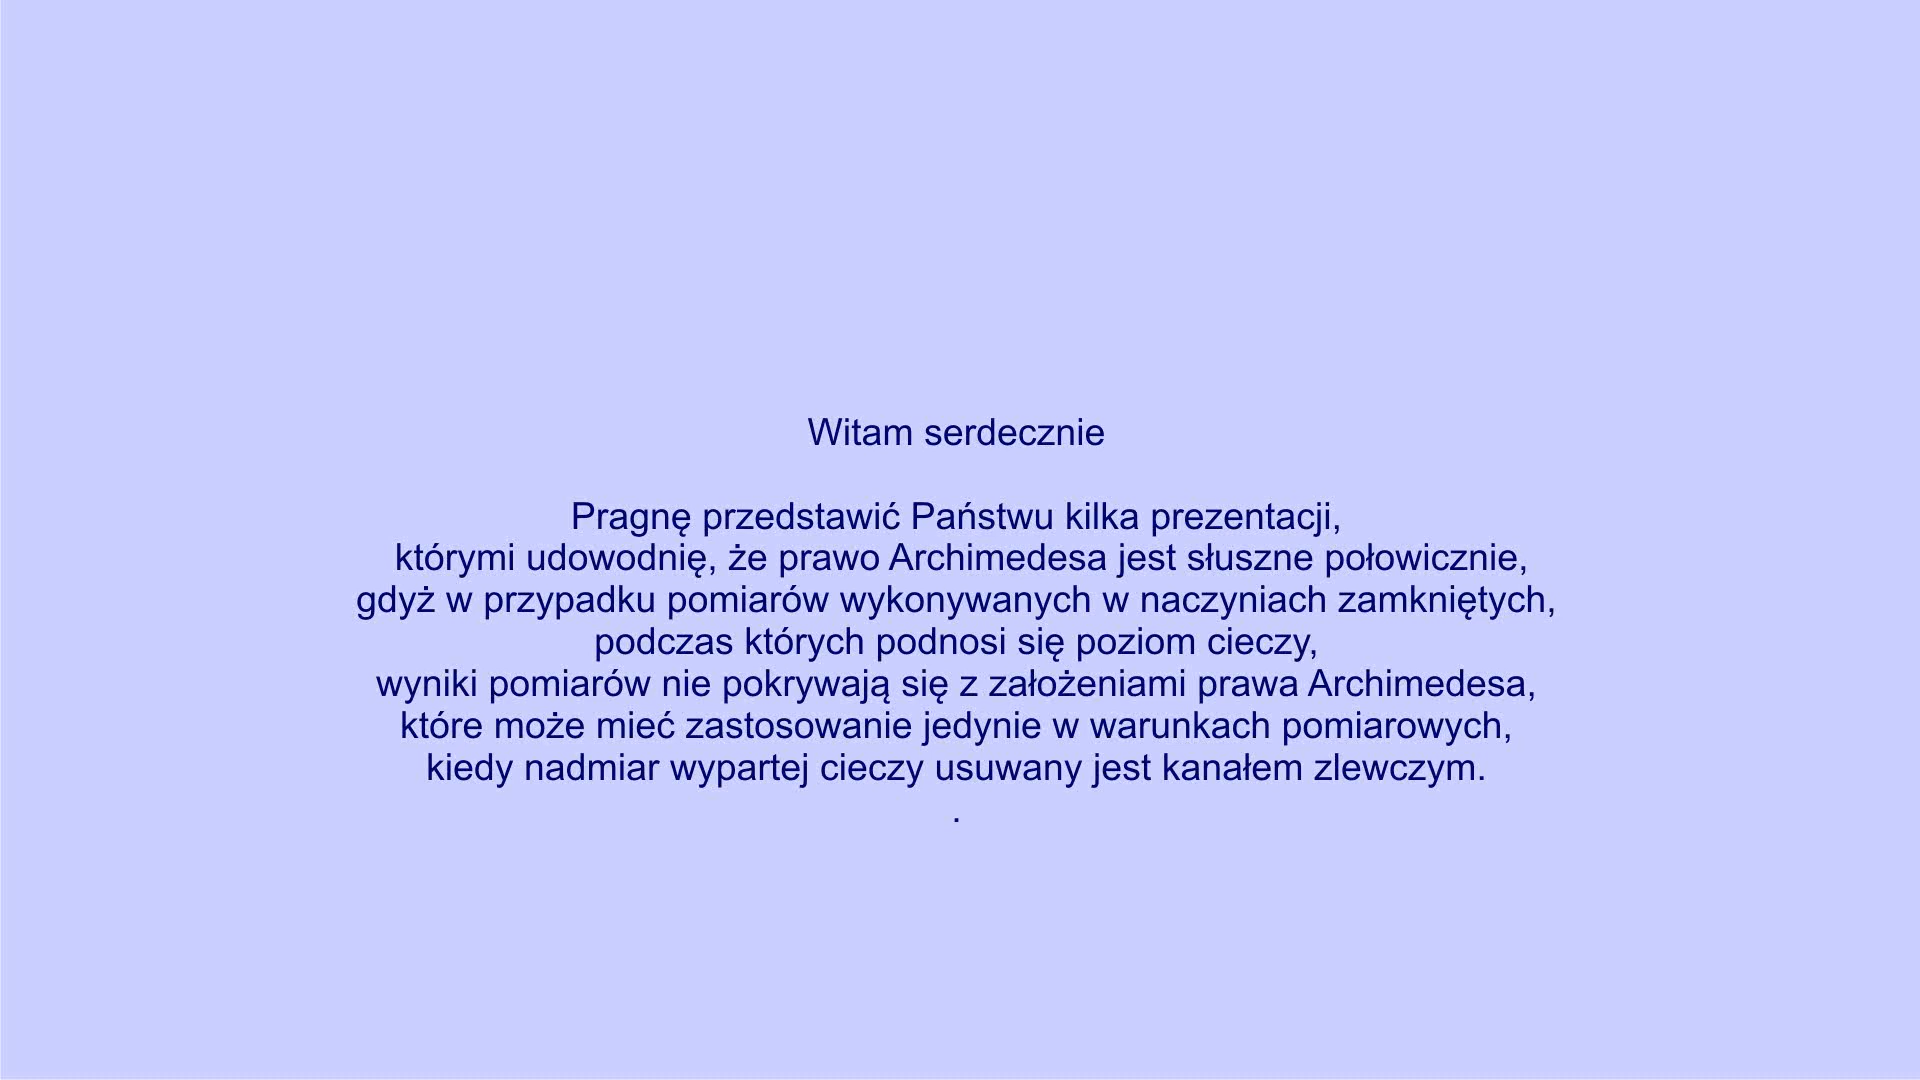 Witam serdecznie
Pragnę przedstawić Państwu kilka prezentacji,
którymi udowodnię, że prawo Archimedesa jest słuszne połowicznie,
gdyż w przypadku pomiarów wykonywanych w naczyniach zamkniętych,
podczas których podnosi się poziom cieczy,
wyniki pomiarów nie pokrywają się z założeniami prawa Archimedesa,
które może mieć zastosowanie jedynie w warunkach pomiarowych,
kiedy nadmiar wypartej cieczy usuwany jest kanałem zlewczym.
.